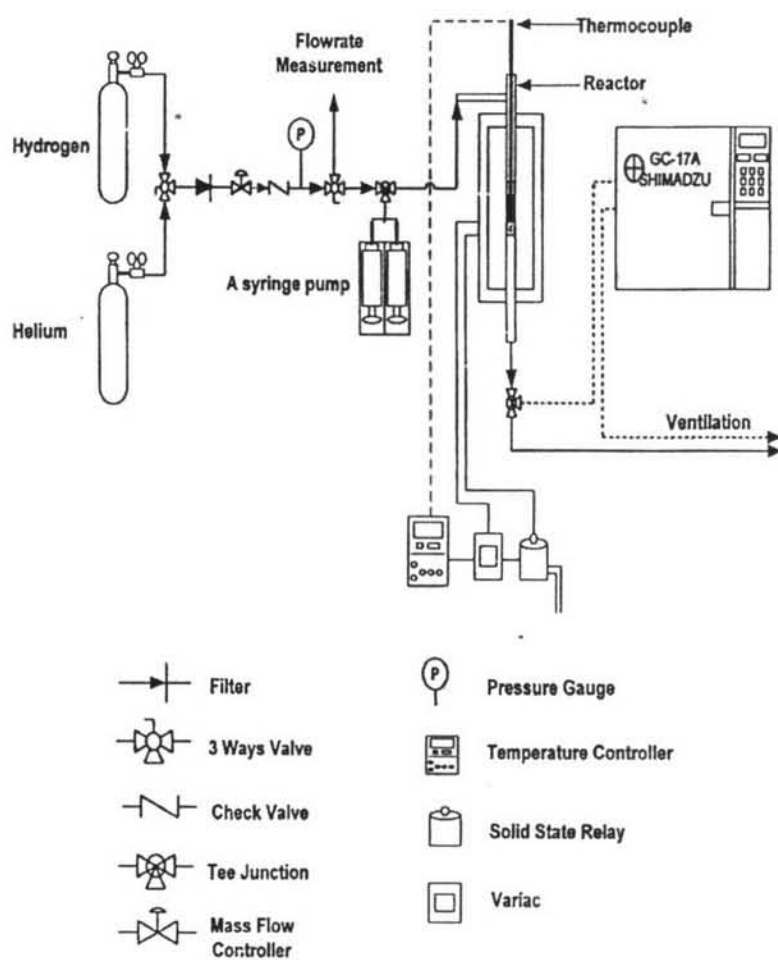 Thermocouple
Flowrate
Measurement
Reactor
Hydrogen
P
GC-17A
SHIMADZU
A syringe pump
Helium
Ventilation
Filter
P
Pressure Gauge
3 Ways Valve
Temperature Controller
Check Valve
Solid State Relay
Tee Junction
Variac
Mass Flow
Controller